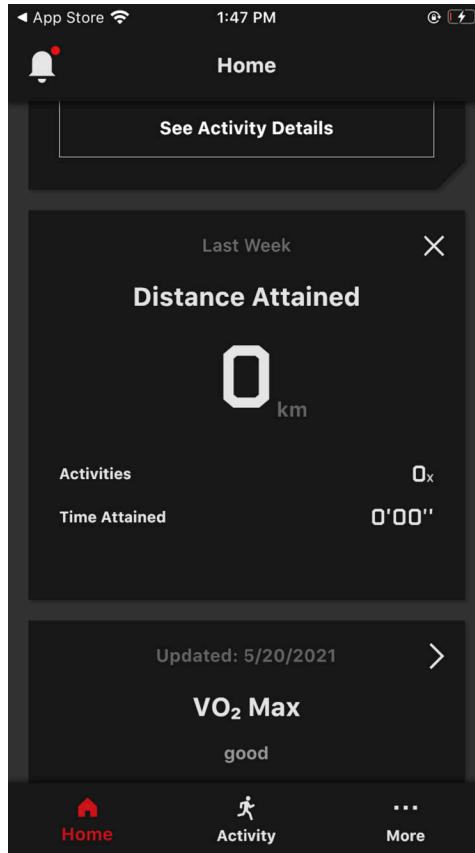 ◀ App Store 1:47 PM
Home
See Activity Details
Last Week
Distance Attained
0 km
Activities 0x
Time Attained 0'00''
Updated: 5/20/2021
VO₂ Max
good
Home Activity More